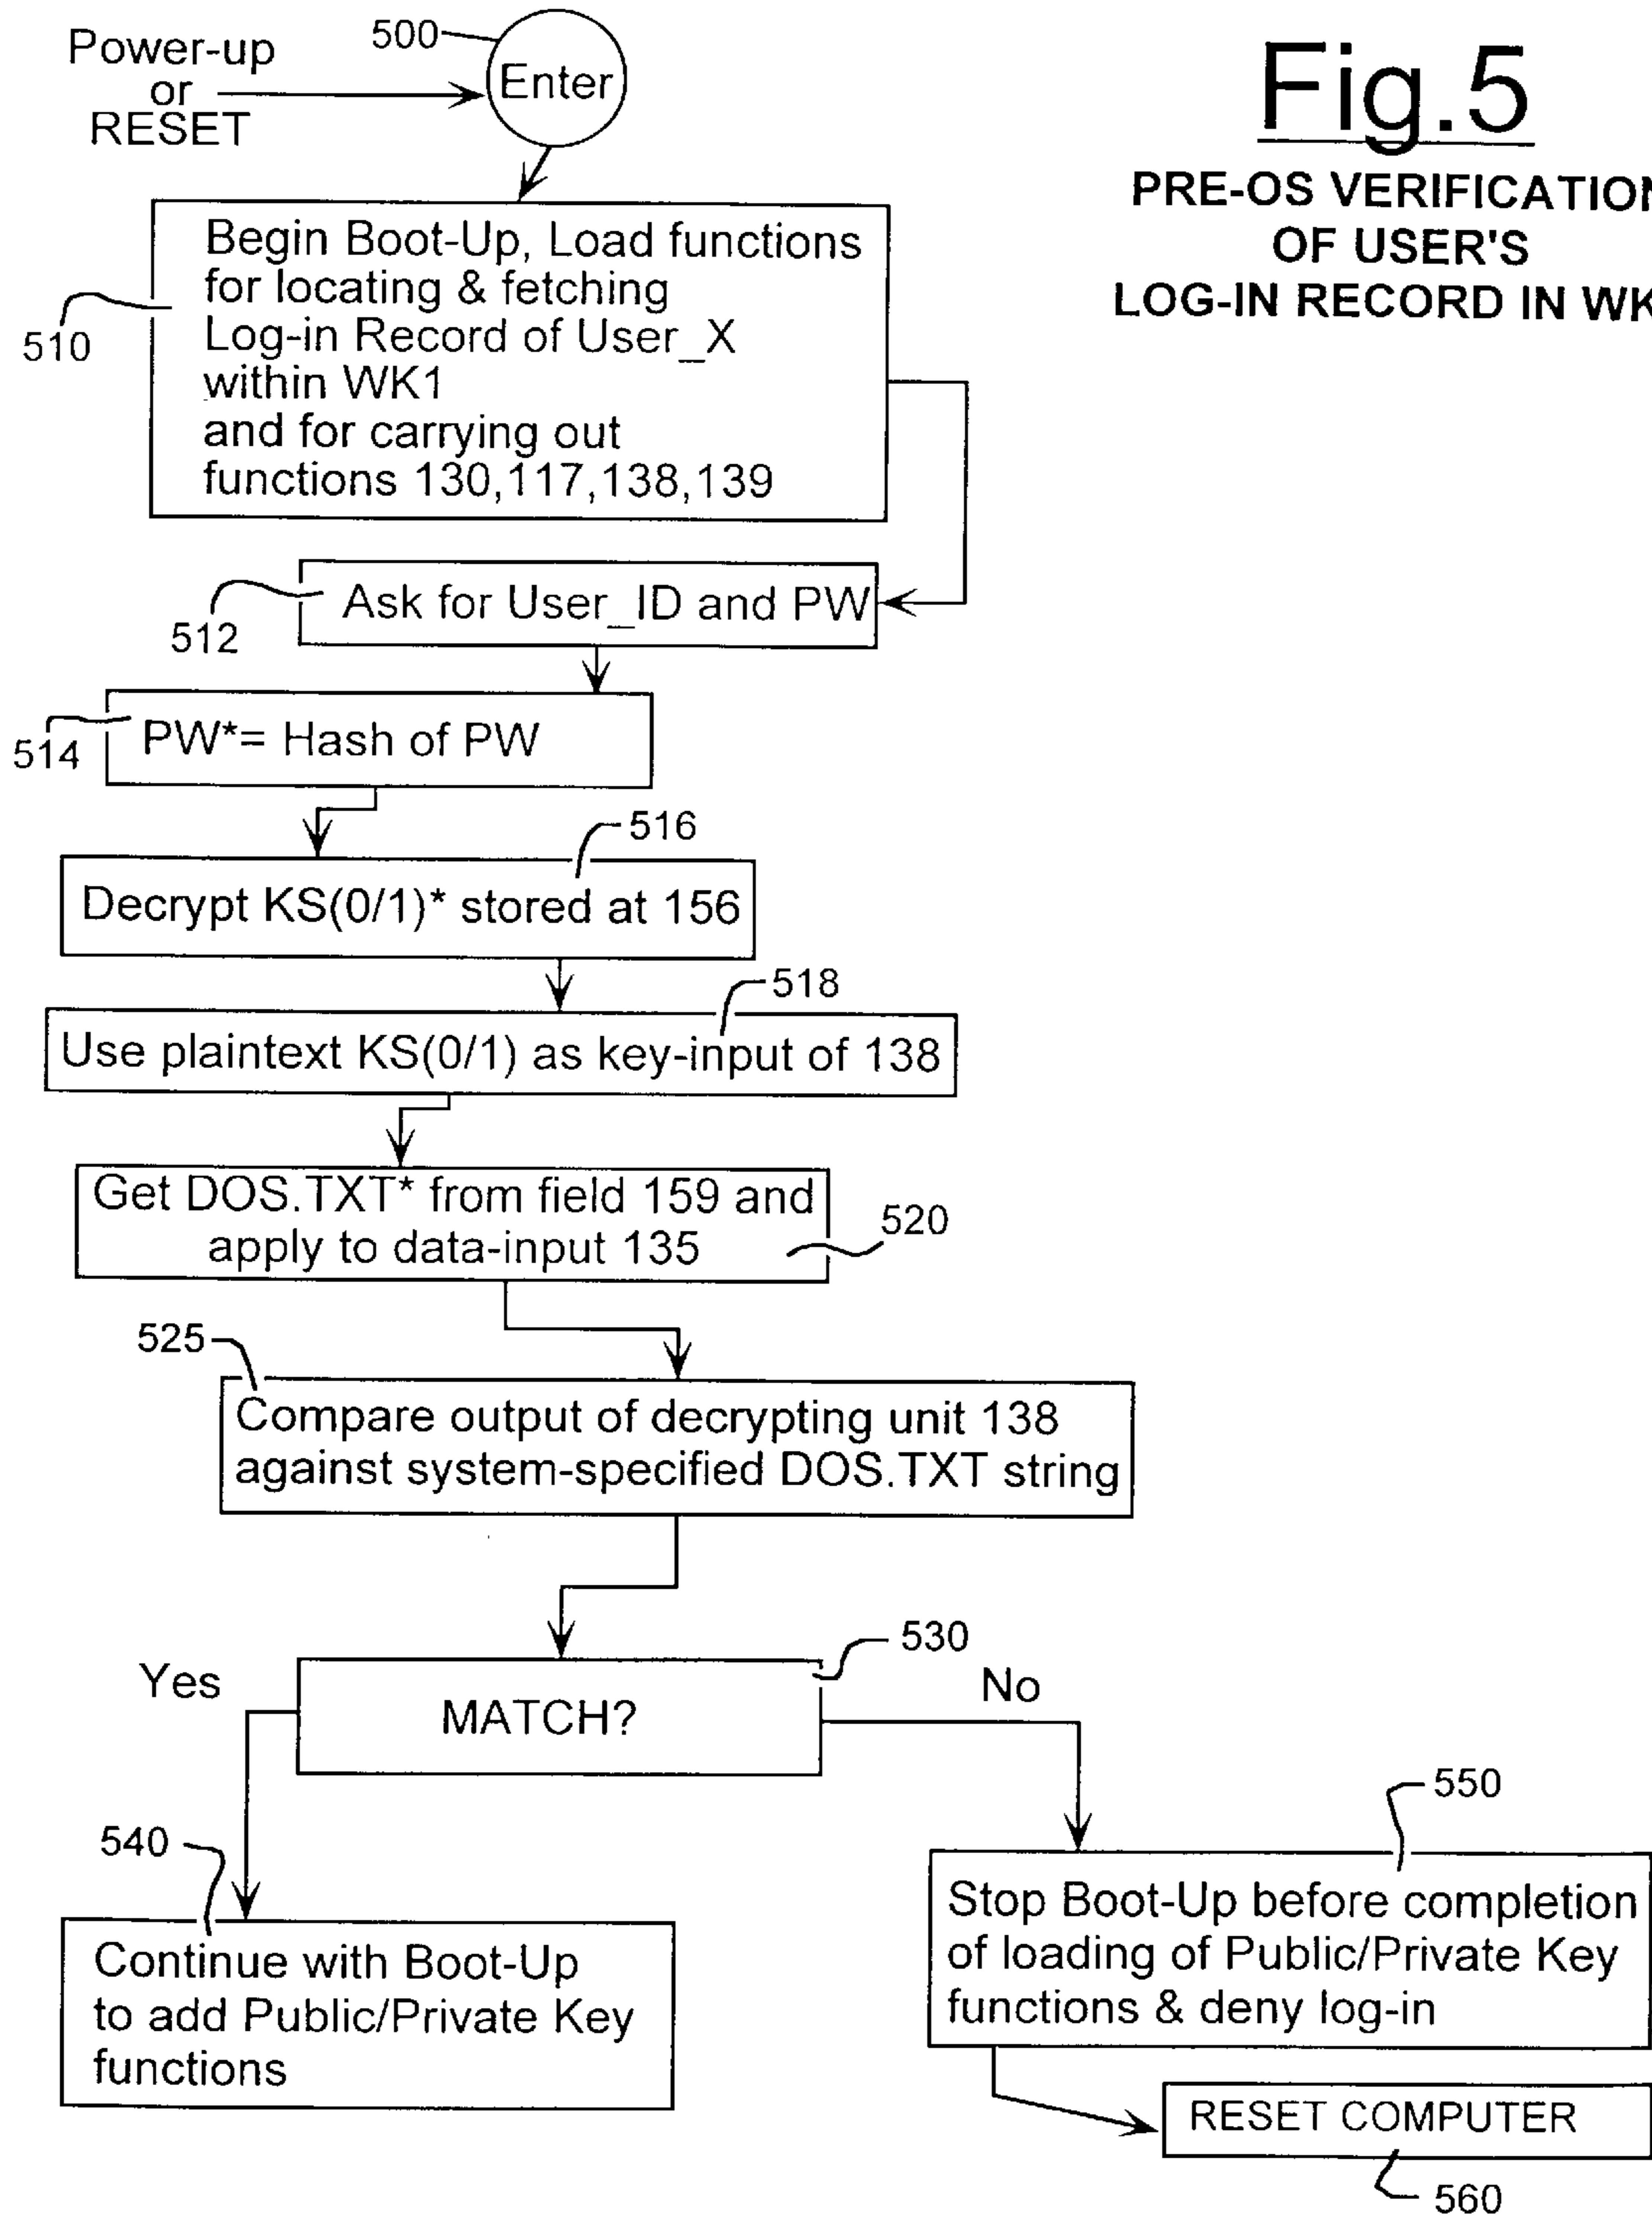 Fig.5
PRE-OS VERIFICATION
OF USER'S
LOG-IN RECORD IN WK
Power-up
or
RESET
500
Enter
Begin Boot-Up, Load functions
for locating & fetching
Log-in Record of User_X
within WK1
and for carrying out
functions 130,117,138,139
510
Ask for User_ID and PW
512
PW*= Hash of PW
514
516
Decrypt KS(0/1)* stored at 156
518
Use plaintext KS(0/1) as key-input of 138
Get DOS.TXT* from field 159 and
apply to data-input 135
520
525
Compare output of decrypting unit 138
against system-specified DOS.TXT string
530
Yes
MATCH?
No
540
Continue with Boot-Up
to add Public/Private Key
functions
550
Stop Boot-Up before completion
of loading of Public/Private Key
functions & deny log-in
RESET COMPUTER
560